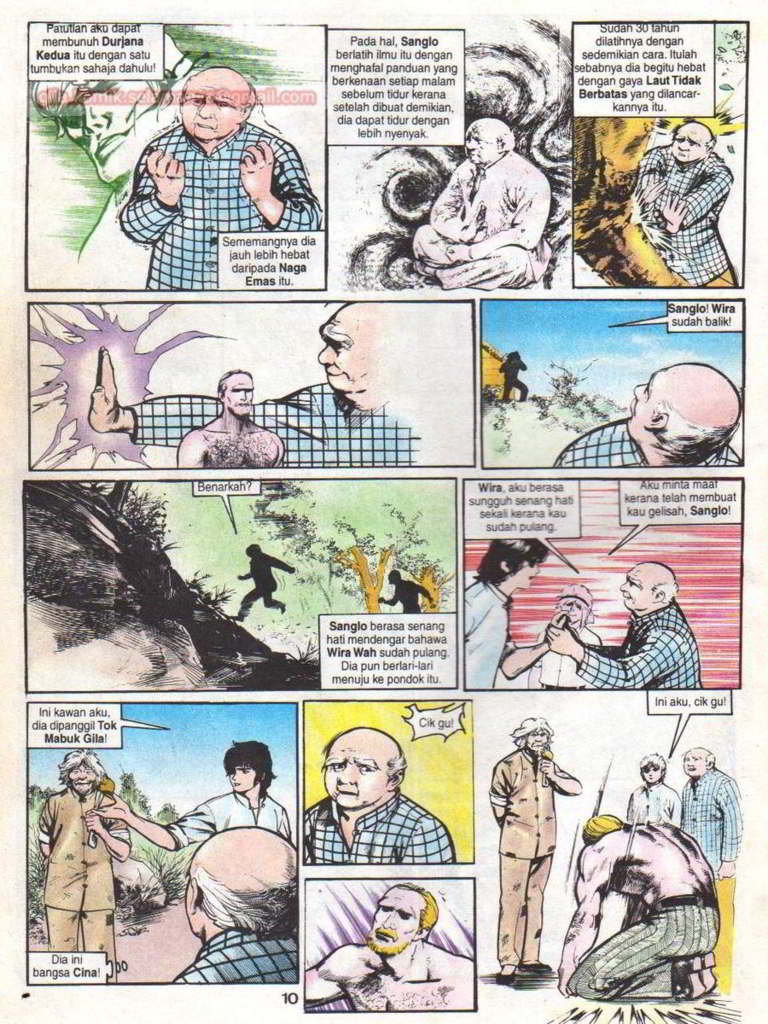 Patutlah aku dapat
membunuh Durjana
Kedua itu dengan satu
tumbukan sahaja dahulu!
Sememangnya dia
jauh lebih hebat
daripada Naga
Emas itu.
Pada hal, Sanglo
berlatih ilmu itu dengan
menghafal panduan yang
berkenaan setiap malam
sebelum tidur kerana
setelah dibuat demikian,
dia dapat tidur dengan
lebih nyenyak.
Sudah 30 tahun
dilatihnya dengan
sedemikian cara. Itulah
sebabnya dia begitu hebat
dengan gaya Laut Tidak
Berbatas yang dilancar-
kannya itu.
Sanglo! Wira
sudah balik!
Benarkah?
Sanglo berasa senang
hati mendengar bahawa
Wira Wah sudah pulang.
Dia pun berlari-lari
menuju ke pondok itu.
Wira, aku berasa
sungguh senang hati
sekali kerana kau
sudah pulang.
Aku minta maaf
kerana telah membuat
kau gelisah, Sanglo!
Ini kawan aku,
dia dipanggil Tok
Mabuk Gila!
Dia ini
bangsa Cina!
Cik gu!
Ini aku, cik gu!
10